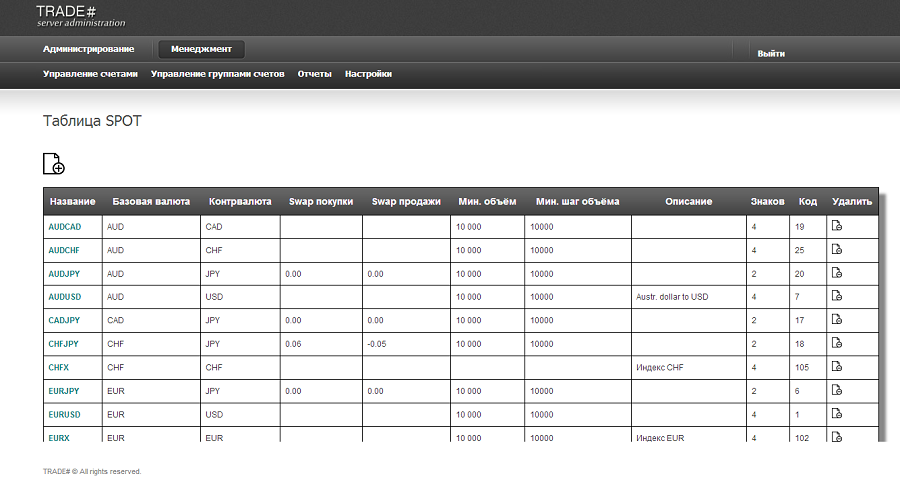 TRADE#
server administration
Администрирование Менеджмент Выйти
Управление счетами Управление группами счетов Отчеты Настройки
Таблица SPOT
Название Базовая валюта Контрвалюта Swap покупки Swap продажи Мин. объём Мин. шаг объёма Описание Знаков Код Удалить
AUDCAD AUD CAD 10 000 10000 4 19
AUDCHF AUD CHF 10 000 10000 4 25
AUDJPY AUD JPY 0.00 0.00 10 000 10000 2 20
AUDUSD AUD USD 10 000 10000 Austr. dollar to USD 4 7
CADJPY CAD JPY 0.00 0.00 10 000 10000 2 17
CHFJPY CHF JPY 0.06 -0.05 10 000 10000 2 18
CHFX CHF CHF Индекс CHF 4 105
EURJPY EUR JPY 0.00 0.00 10 000 10000 2 6
EURUSD EUR USD 10 000 10000 4 1
EURX EUR EUR 10 000 10000 Индекс EUR 4 102
TRADE# © All rights reserved.